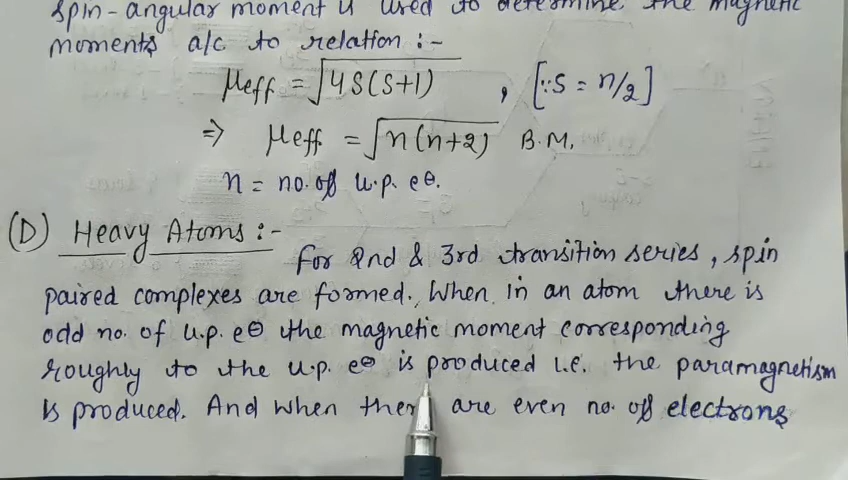 spin-angular moment is used to determine the magnetic
moments a/c to relation :-
μeff = √4S(S+1) , [∵S = n/2]
⇒ μeff = √n(n+2) B.M.
n = no. of u.p. e⊖.
(D) Heavy Atoms :-
For 2nd & 3rd transition series, spin
paired complexes are formed. When in an atom there is
odd no. of u.p. e⊖ the magnetic moment corresponding
roughly to the u.p. e⊖ is produced i.e. the paramagnetism
is produced. And when ther are even no. of electrons